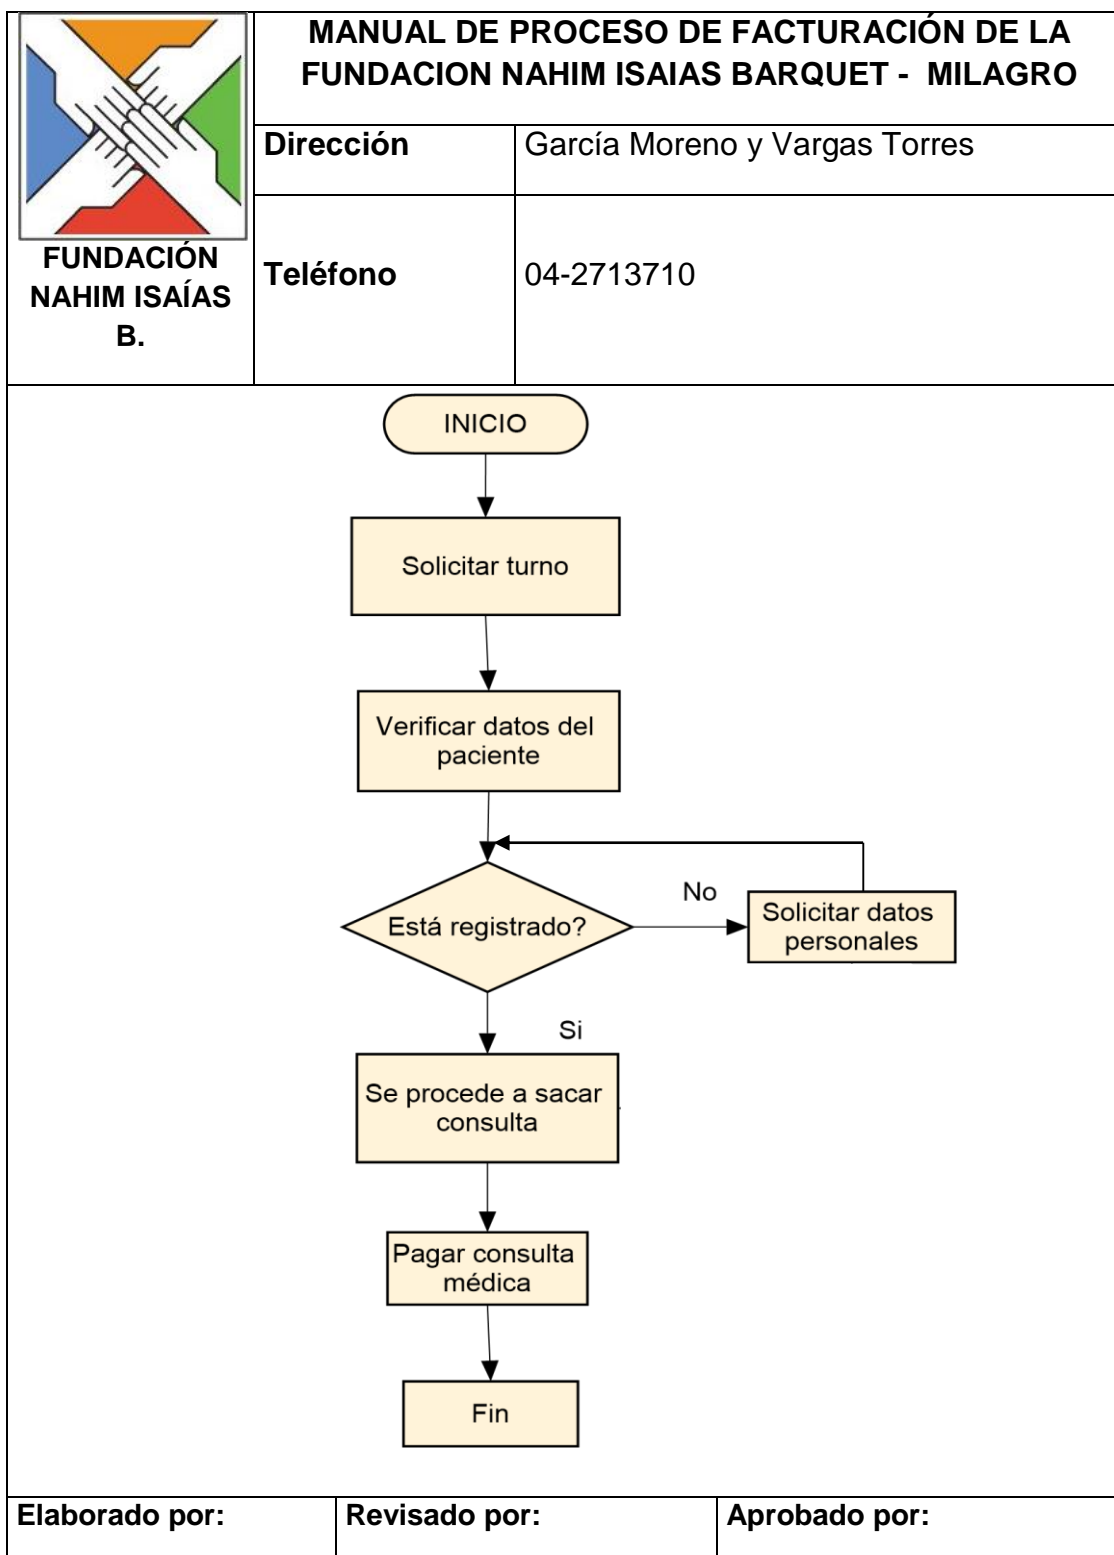 MANUAL DE PROCESO DE FACTURACIÓN DE LA
FUNDACION NAHIM ISAIAS BARQUET - MILAGRO
FUNDACIÓN
NAHIM ISAÍAS
B.
Dirección
García Moreno y Vargas Torres
Teléfono
04-2713710
INICIO
Solicitar turno
Verificar datos del
paciente
Está registrado?
No
Solicitar datos
personales
Si
Se procede a sacar
consulta
Pagar consulta
médica
Fin
Elaborado por:
Revisado por:
Aprobado por: